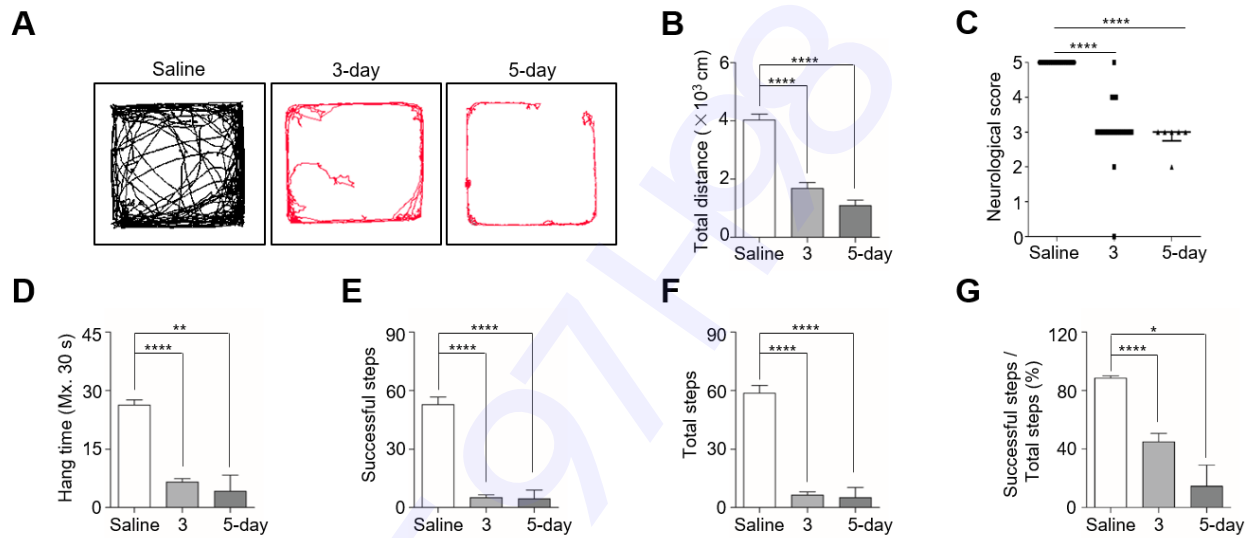 A
Saline
3-day
5-day
B
Total distance (×10³ cm)
6
4
2
0
****
****
Saline
3
5-day
C
Neurological score
5
4
3
2
1
0
****
****
Saline
3
5-day
D
Hang time (Mx. 30 s)
45
30
15
0
**
****
Saline
3
5-day
E
Successful steps
90
60
30
0
****
****
Saline
3
5-day
F
Total steps
90
60
30
0
****
****
Saline
3
5-day
G
Successful steps /
Total steps (%)
120
80
40
0
*
****
Saline
3
5-day